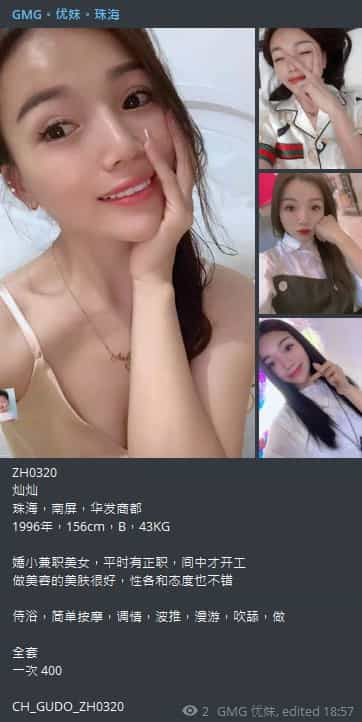 GMG。优妹。珠海
ZH0320
灿灿
珠海，南屏，华发商都
1996年，156cm，B，43KG
娇小兼职美女，平时有正职，间中才开工
做美容的美肤很好，性各和态度也不错
侍浴，简单按摩，调情，波推，漫游，吹舔，做
全套
一次 400
CH_GUDO_ZH0320
2 GMG 优妹, edited 18:57